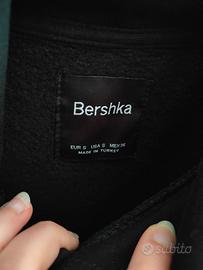 Bershka
EUR S USA S MEX 26
MADE IN TURKEY
subito